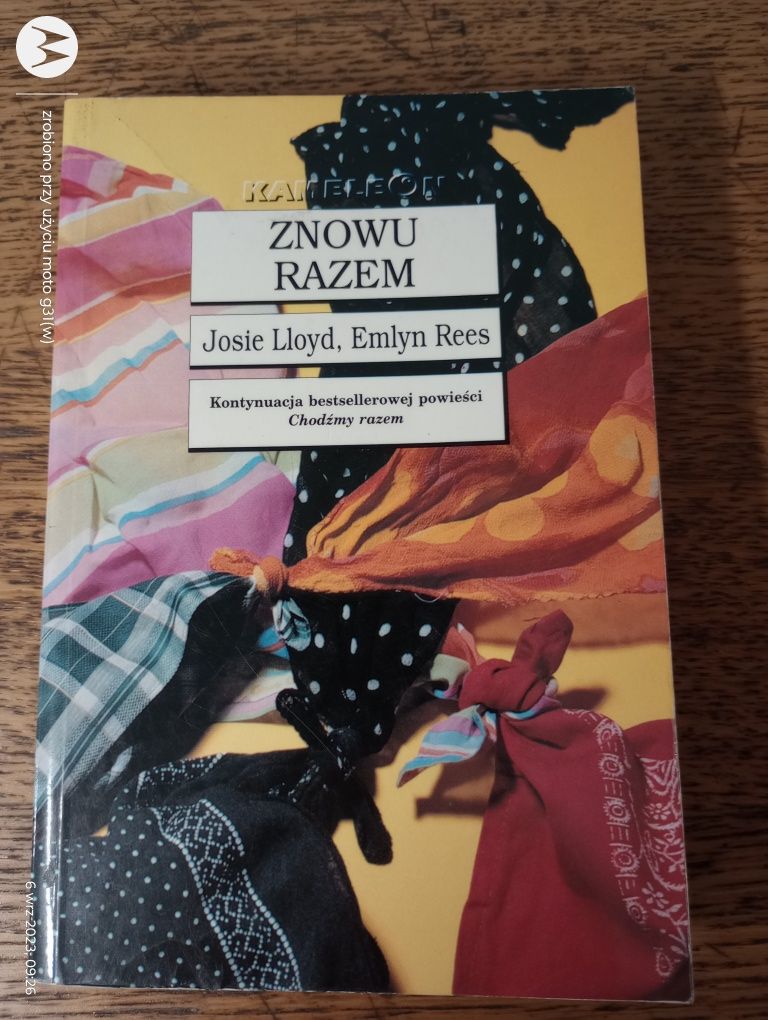 KAMELEON
ZNOWU
RAZEM
Josie Lloyd, Emlyn Rees
Kontynuacja bestsellerowej powieści
Chodźmy razem
zrobiono przy użyciu moto g31(w)
6 wrz 2023, 09:26